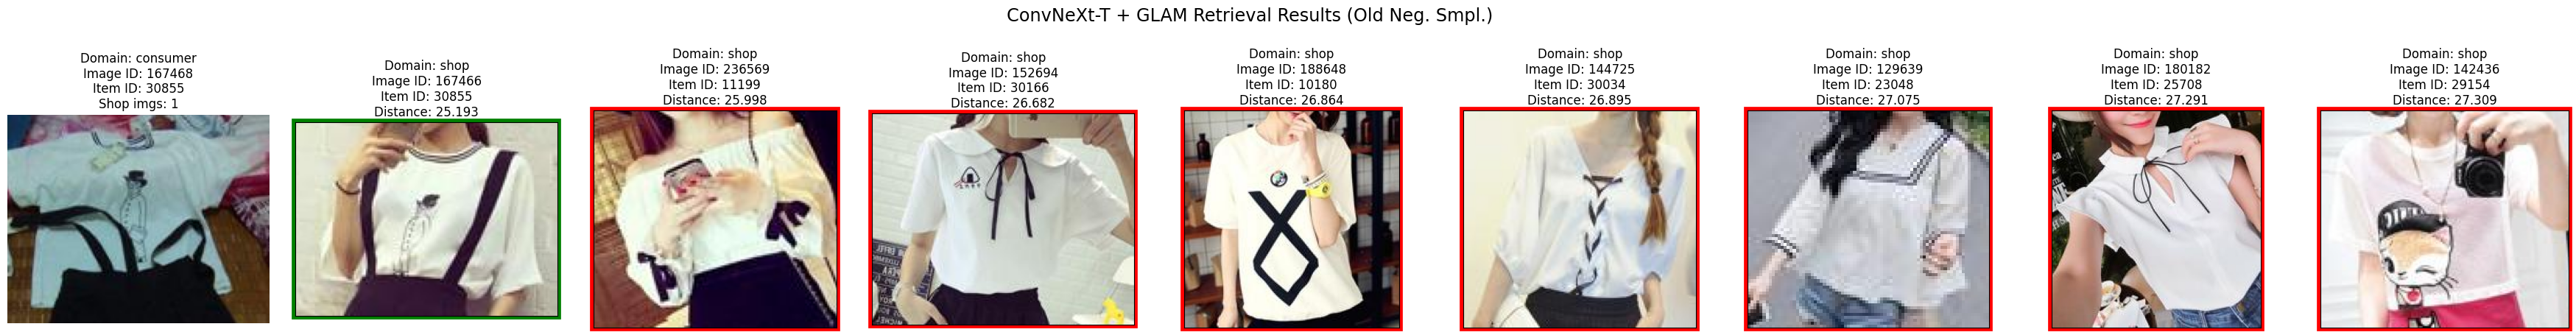 ConvNeXt-T + GLAM Retrieval Results (Old Neg. Smpl.)
Domain: consumer
Image ID: 167468
Item ID: 30855
Shop imgs: 1
Domain: shop
Image ID: 167466
Item ID: 30855
Distance: 25.193
Domain: shop
Image ID: 236569
Item ID: 11199
Distance: 25.998
Domain: shop
Image ID: 152694
Item ID: 30166
Distance: 26.682
Domain: shop
Image ID: 188648
Item ID: 10180
Distance: 26.864
Domain: shop
Image ID: 144725
Item ID: 30034
Distance: 26.895
Domain: shop
Image ID: 129639
Item ID: 23048
Distance: 27.075
Domain: shop
Image ID: 180182
Item ID: 25708
Distance: 27.291
Domain: shop
Image ID: 142436
Item ID: 29154
Distance: 27.309